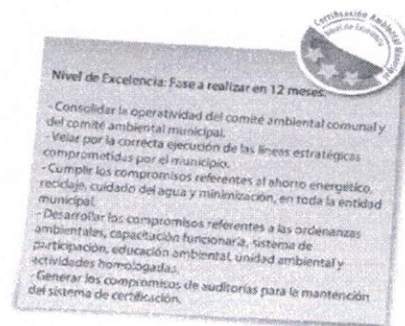 Certificación Ambiental Municipal
Nivel de Excelencia
Nivel de Excelencia: Fase a realizar en 12 meses.
- Consolidar la operatividad del comité ambiental comunal y
del comité ambiental municipal.
- Velar por la correcta ejecución de las líneas estratégicas
comprometidas por el municipio.
- Cumplir los compromisos referentes al ahorro energético,
reciclaje, cuidado del agua y minimización, en toda la entidad
municipal.
- Desarrollar los compromisos referentes a las ordenanzas
ambientales, capacitación funcionaria, sistema de
participación, educación ambiental, unidad ambiental y
actividades homologadas.
- Generar los compromisos de auditorías para la mantención
del sistema de certificación.